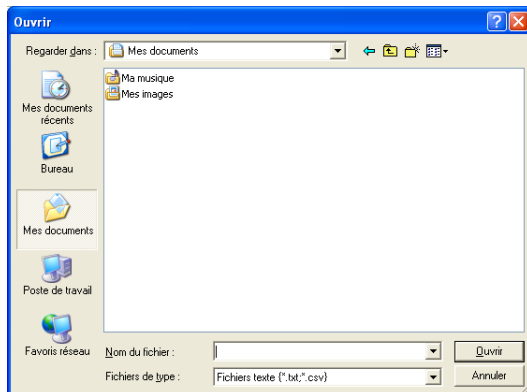 Ouvrir
Regarder dans :
Mes documents
Ma musique
Mes images
Mes documents
récents
Bureau
Mes documents
Poste de travail
Favoris réseau
Nom du fichier :
Ouvrir
Fichiers de type :
Fichiers texte {*.txt;*.csv}
Annuler